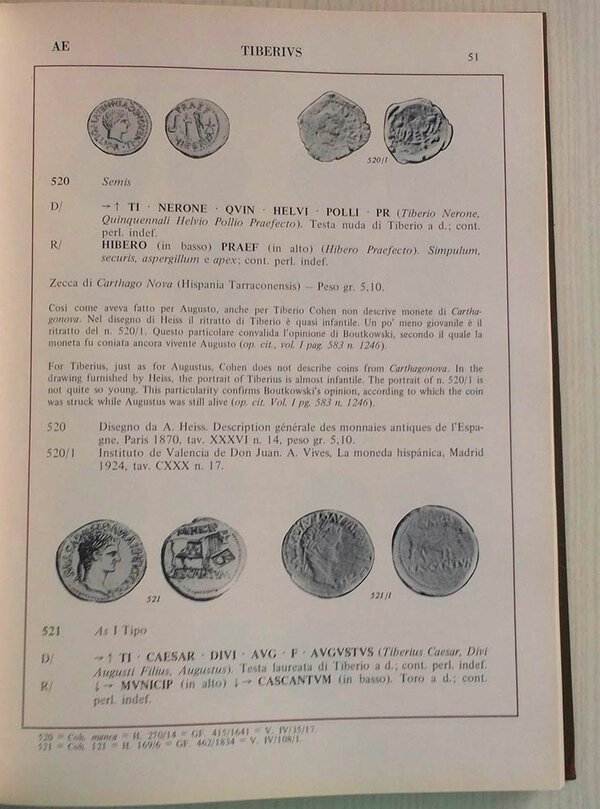 AE TIBERIVS 51
520/1
520 Semis
D/ →↑ TI · NERONE · QVIN · HELVI · POLLI · PR (Tiberio Nerone,
Quinquennali Helvio Pollio Praefecto). Testa nuda di Tiberio a d.; cont.
perl. indef.
R/ HIBERO (in basso) PRAEF (in alto) (Hibero Praefecto). Simpulum,
securis, aspergillum e apex; cont. perl. indef.
Zecca di Carthago Nova (Hispania Tarraconensis) – Peso gr. 5,10.
Così come aveva fatto per Augusto, anche per Tiberio Cohen non descrive monete di Cartha-
gonova. Nel disegno di Heiss il ritratto di Tiberio è quasi infantile. Un po' meno giovanile è il
ritratto del n. 520/1. Questo particolare convalida l'opinione di Boutkowski, secondo il quale la
moneta fu coniata ancora vivente Augusto (op. cit., vol. I pag. 583 n. 1246).
For Tiberius, just as for Augustus, Cohen does not describe coins from Carthagonova. In the
drawing furnished by Heiss, the portrait of Tiberius is almost infantile. The portrait of n. 520/1 is
not quite so young. This particularity confirms Boutkowski's opinion, according to which the coin
was struck while Augustus was still alive (op. cit. Vol. I pg. 583 n. 1246).
520 Disegno da A. Heiss. Description générale des monnaies antiques de l'Espa-
gne, Paris 1870, tav. XXXVI n. 14, peso gr. 5,10.
520/1 Instituto de Valencia de Don Juan. A. Vives, La moneda hispánica, Madrid
1924, tav. CXXX n. 17.
521 521/1
521 As I Tipo
D/ →↑ TI · CAESAR · DIVI · AVG · F · AVGVSTVS (Tiberius Caesar, Divi
Augusti Filius, Augustus). Testa laureata di Tiberio a d.; cont. perl. indef.
R/ ↓→ MVNICIP (in alto) ↓→ CASCANTVM (in basso). Toro a d.; cont.
perl. indef.
520 = Coh. manca = H. 270/14 = GF. 415/1641 = V. IV/35/17.
521 = Coh. 121 = H. 169/6 = GF. 462/1834 = V. IV/108/1.